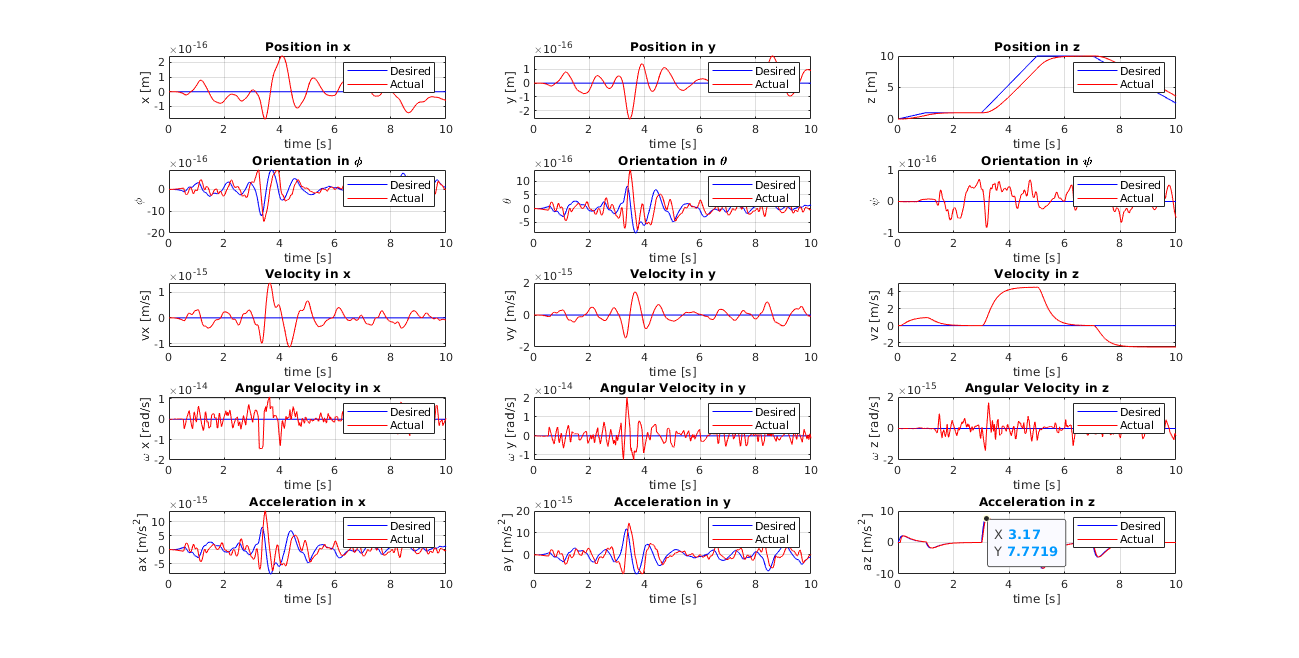 ×10^-16
Position in x
2
1
0
-1
x [m]
0 2 4 6 8 10
time [s]
Desired
Actual
×10^-16
Position in y
1
0
-1
-2
y [m]
0 2 4 6 8 10
time [s]
Desired
Actual
Position in z
10
5
0
z [m]
0 2 4 6 8 10
time [s]
Desired
Actual
×10^-16
Orientation in ϕ
0
-10
-20
ϕ
0 2 4 6 8 10
time [s]
Desired
Actual
×10^-16
Orientation in θ
10
5
0
-5
θ
0 2 4 6 8 10
time [s]
Desired
Actual
×10^-16
Orientation in ψ
1
0
-1
ψ
0 2 4 6 8 10
time [s]
Desired
Actual
×10^-15
Velocity in x
1
0
-1
vx [m/s]
0 2 4 6 8 10
time [s]
×10^-15
Velocity in y
2
0
-2
vy [m/s]
0 2 4 6 8 10
time [s]
Velocity in z
4
2
0
-2
vz [m/s]
0 2 4 6 8 10
time [s]
×10^-14
Angular Velocity in x
1
0
-1
-2
ω x [rad/s]
0 2 4 6 8 10
time [s]
Desired
Actual
×10^-14
Angular Velocity in y
2
1
0
-1
ω y [rad/s]
0 2 4 6 8 10
time [s]
Desired
Actual
×10^-15
Angular Velocity in z
2
0
-2
ω z [rad/s]
0 2 4 6 8 10
time [s]
Desired
Actual
×10^-15
Acceleration in x
10
5
0
-5
ax [m/s^2]
0 2 4 6 8 10
time [s]
Desired
Actual
×10^-15
Acceleration in y
20
10
0
ay [m/s^2]
0 2 4 6 8 10
time [s]
Desired
Actual
Acceleration in z
10
0
-10
az [m/s^2]
0 2 4 6 8 10
time [s]
Desired
Actual
X 3.17
Y 7.7719